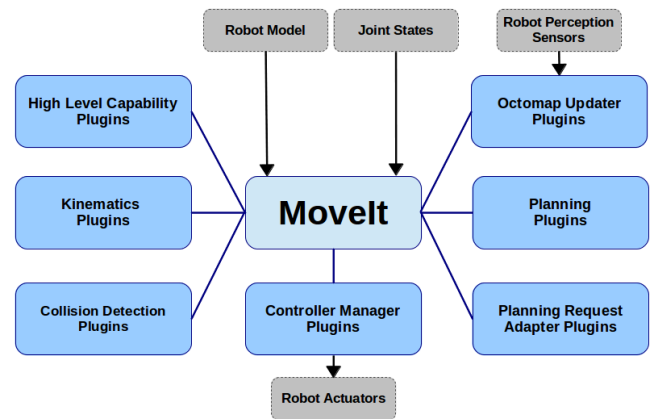 Robot Model
Joint States
Robot Perception
Sensors
High Level Capability
Plugins
Octomap Updater
Plugins
Kinematics
Plugins
MoveIt
Planning
Plugins
Collision Detection
Plugins
Controller Manager
Plugins
Planning Request
Adapter Plugins
Robot Actuators